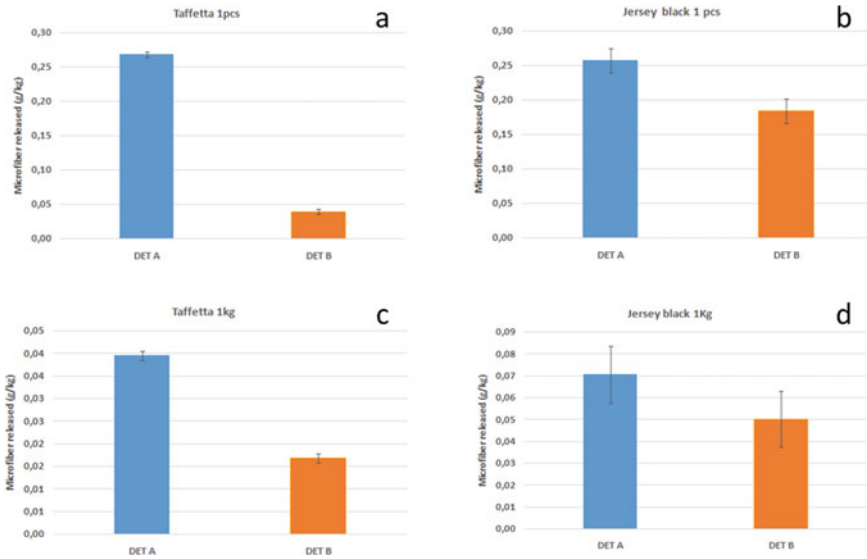 Taffetta 1pcs
a
Microfiber released (g/kg)
0,30
0,25
0,20
0,15
0,10
0,05
0,00
DET A
DET B
Jersey black 1 pcs
b
Microfiber released (g/kg)
0,30
0,25
0,20
0,15
0,10
0,05
0,00
DET A
DET B
Taffetta 1kg
c
Microfiber released (g/kg)
0,05
0,04
0,04
0,03
0,03
0,02
0,02
0,01
0,01
0,00
DET A
DET B
Jersey black 1Kg
d
Microfiber released (g/kg)
0,09
0,08
0,07
0,06
0,05
0,04
0,03
0,02
0,01
0,00
DET A
DET B